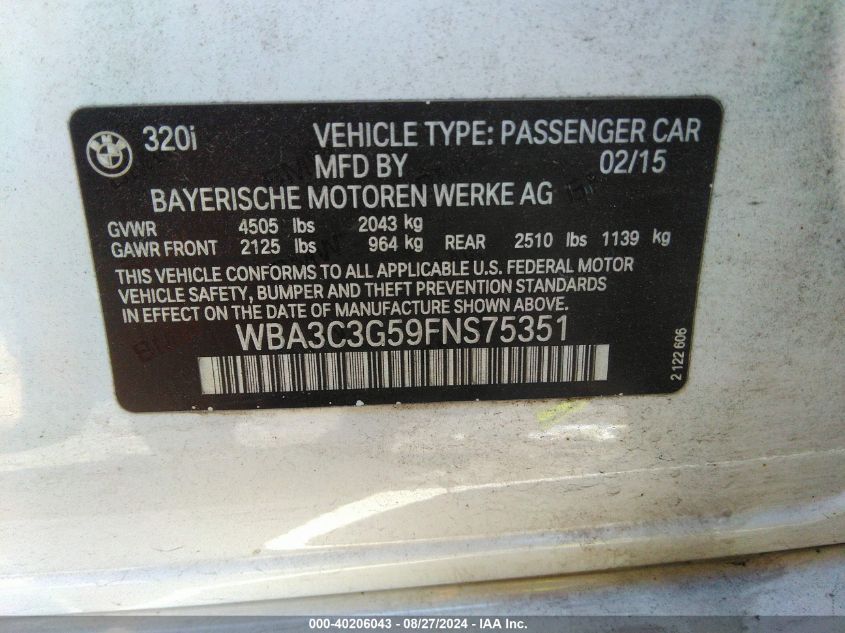 BMW
320i VEHICLE TYPE: PASSENGER CAR
MFD BY 02/15
BAYERISCHE MOTOREN WERKE AG
GVWR 4505 lbs 2043 kg
GAWR FRONT 2125 lbs 964 kg REAR 2510 lbs 1139 kg
THIS VEHICLE CONFORMS TO ALL APPLICABLE U.S. FEDERAL MOTOR
VEHICLE SAFETY, BUMPER AND THEFT PREVENTION STANDARDS
IN EFFECT ON THE DATE OF MANUFACTURE SHOWN ABOVE.
WBA3C3G59FNS75351
2 122 606
000-40206043 - 08/27/2024 - IAA Inc.